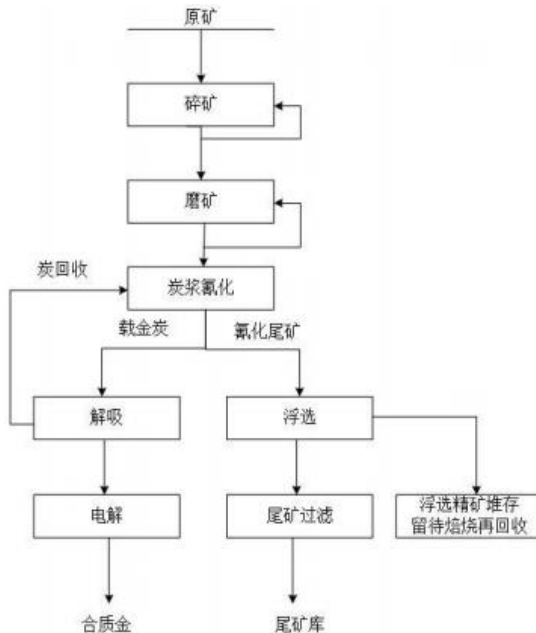 原矿
碎矿
磨矿
炭回收
炭浆氰化
载金炭
氰化尾矿
解吸
浮选
电解
尾矿过滤
浮选精矿堆存
留待焙烧再回收
合质金
尾矿库